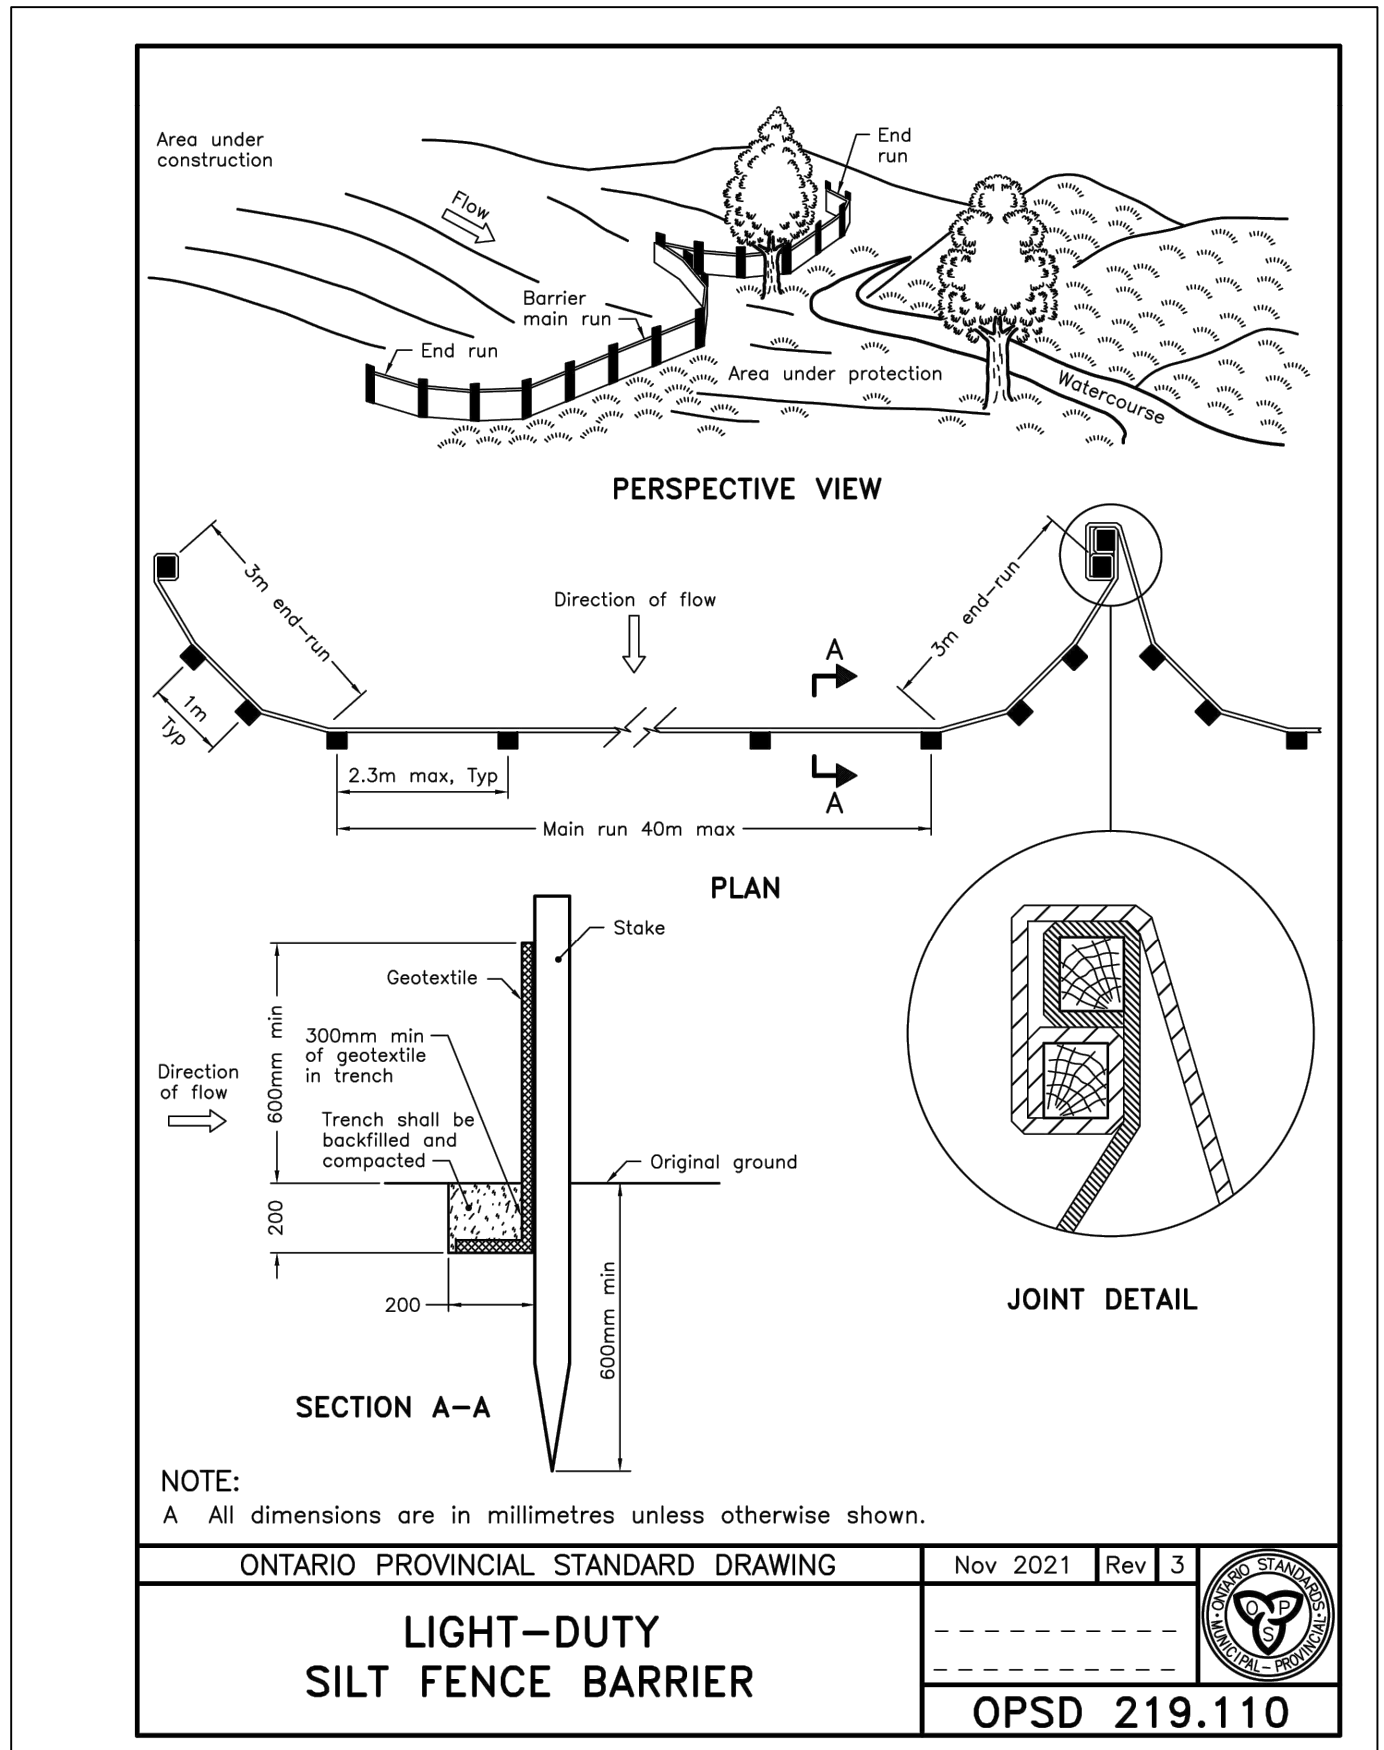 Area under
construction
End
run
Flow
Barrier
main run
End run
Area under protection
Watercourse
PERSPECTIVE VIEW
3m end-run
Direction of flow
3m end-run
A
1m
Typ
2.3m max, Typ
A
Main run 40m max
PLAN
Stake
Geotextile
600mm min
300mm min
of geotextile
in trench
Direction
of flow
Trench shall be
backfilled and
compacted
Original ground
200
200
600mm min
JOINT DETAIL
SECTION A-A
NOTE:
A All dimensions are in millimetres unless otherwise shown.
ONTARIO PROVINCIAL STANDARD DRAWING
Nov 2021
Rev
3
LIGHT-DUTY
SILT FENCE BARRIER
ONTARIO STANDARDS
MUNICIPAL-PROVINCIAL
O P
S
OPSD 219.110